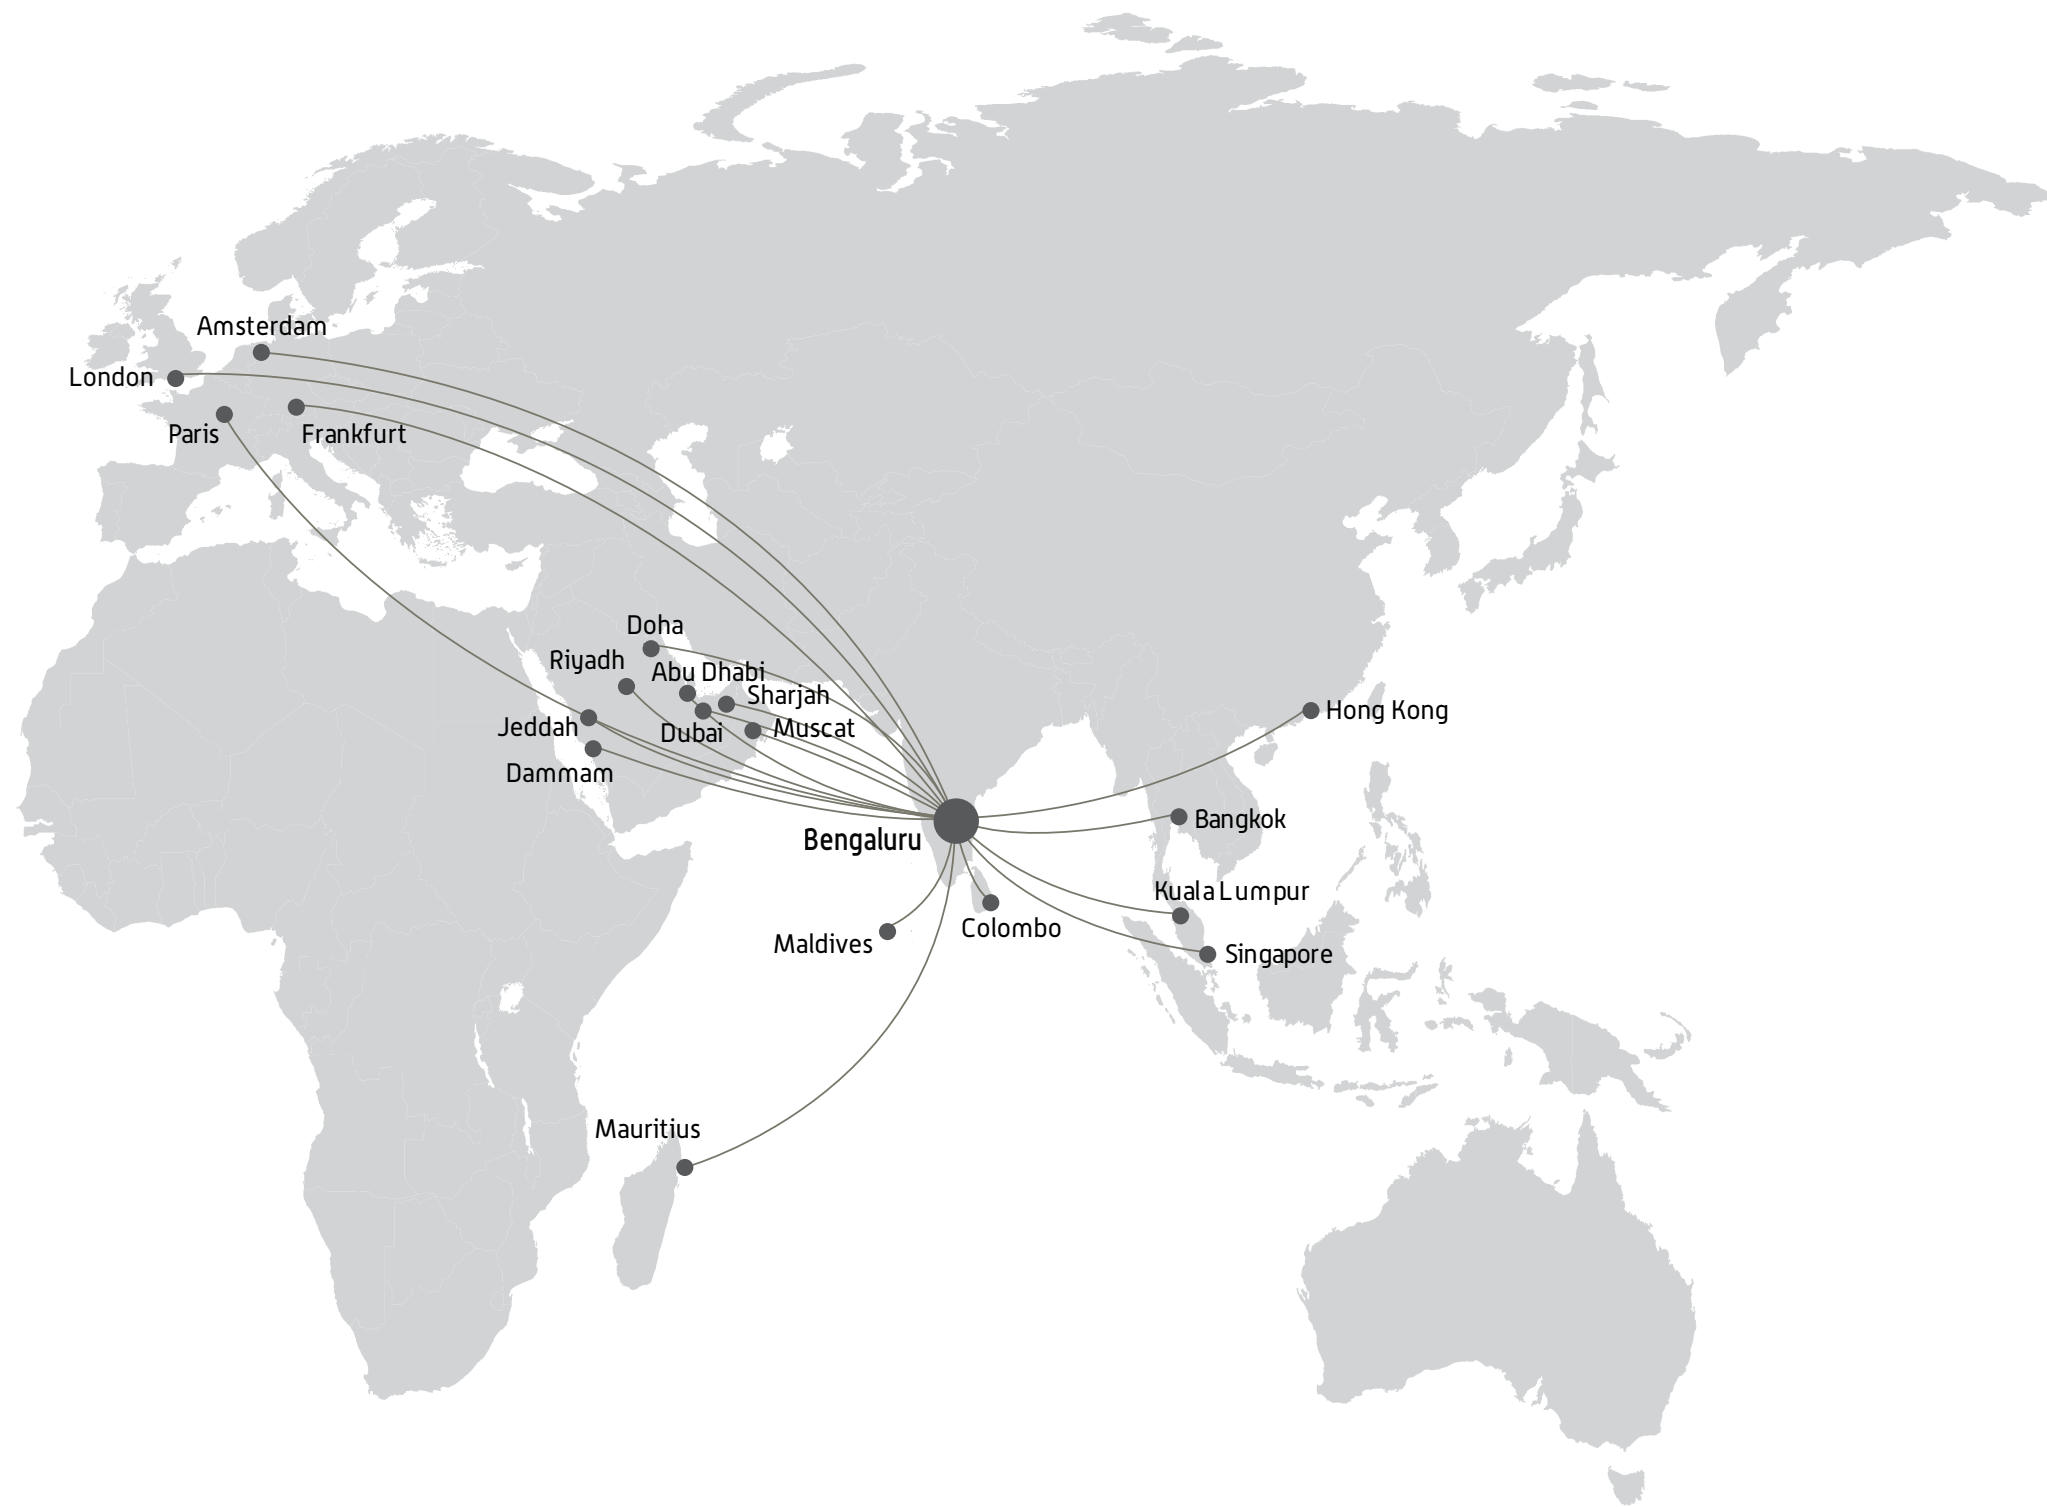 Amsterdam
London
Paris
Frankfurt
Doha
Riyadh
Abu Dhabi
Sharjah
Jeddah
Dubai
Muscat
Hong Kong
Dammam
Bengaluru
Bangkok
Kuala Lumpur
Colombo
Maldives
Singapore
Mauritius